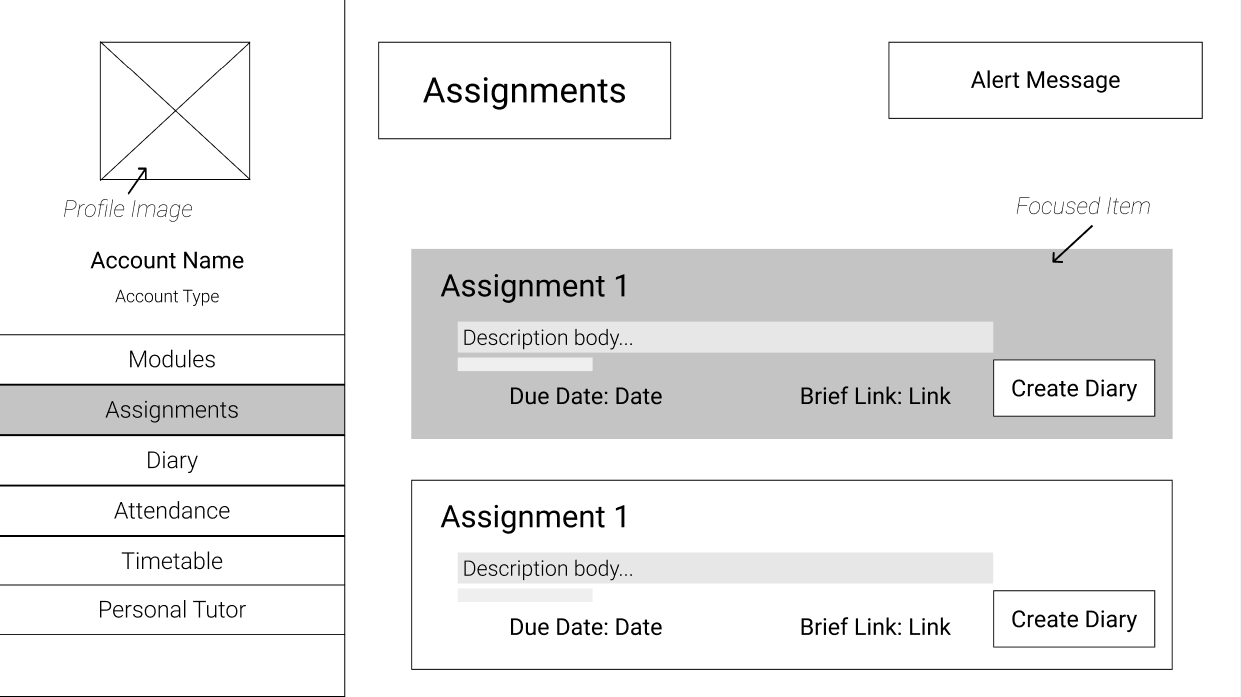 Profile Image
Account Name
Account Type
Modules
Assignments
Diary
Attendance
Timetable
Personal Tutor
Assignments
Alert Message
Focused Item
Assignment 1
Description body...
Due Date: Date
Brief Link: Link
Create Diary
Assignment 1
Description body...
Due Date: Date
Brief Link: Link
Create Diary